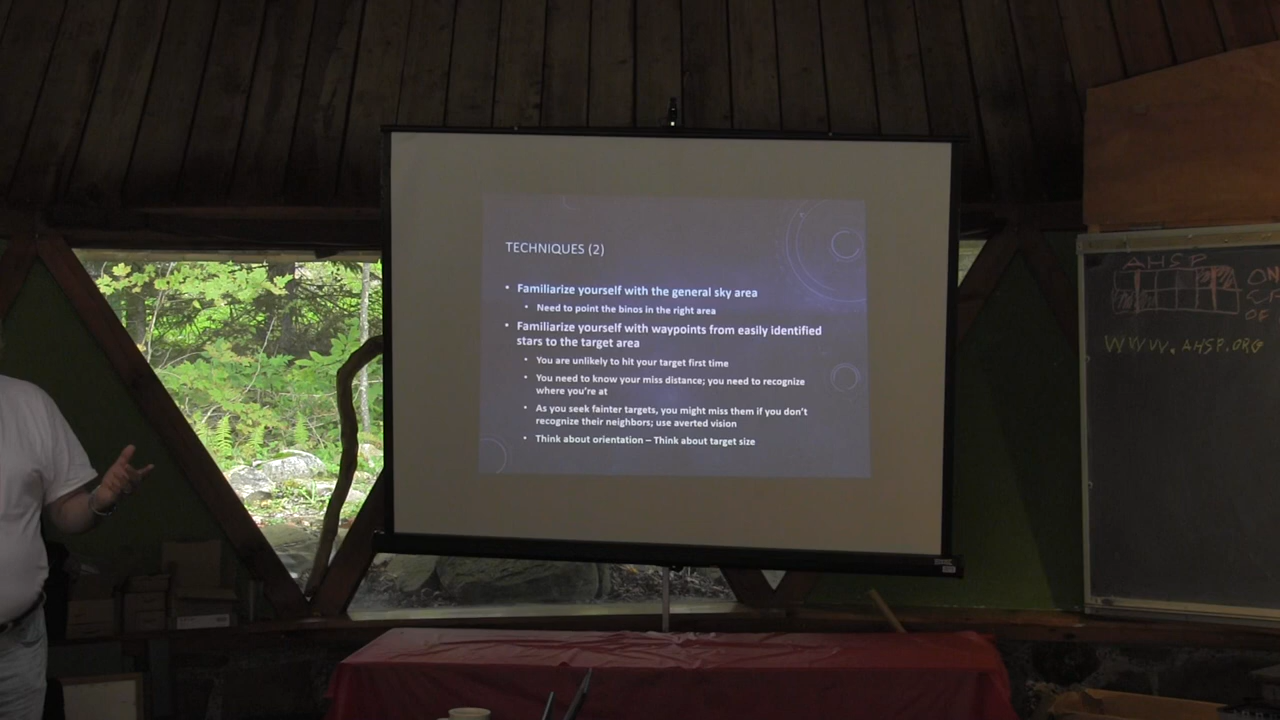 TECHNIQUES (2)
• Familiarize yourself with the general sky area
• Need to point the binos in the right area
• Familiarize yourself with waypoints from easily identified
stars to the target area
• You are unlikely to hit your target first time
• You need to know your miss distance; you need to recognize
where you're at
• As you seek fainter targets, you might miss them if you don't
recognize their neighbors; use averted vision
• Think about orientation – Think about target size
AHSP
ON
OF
WWW.AHSP.ORG